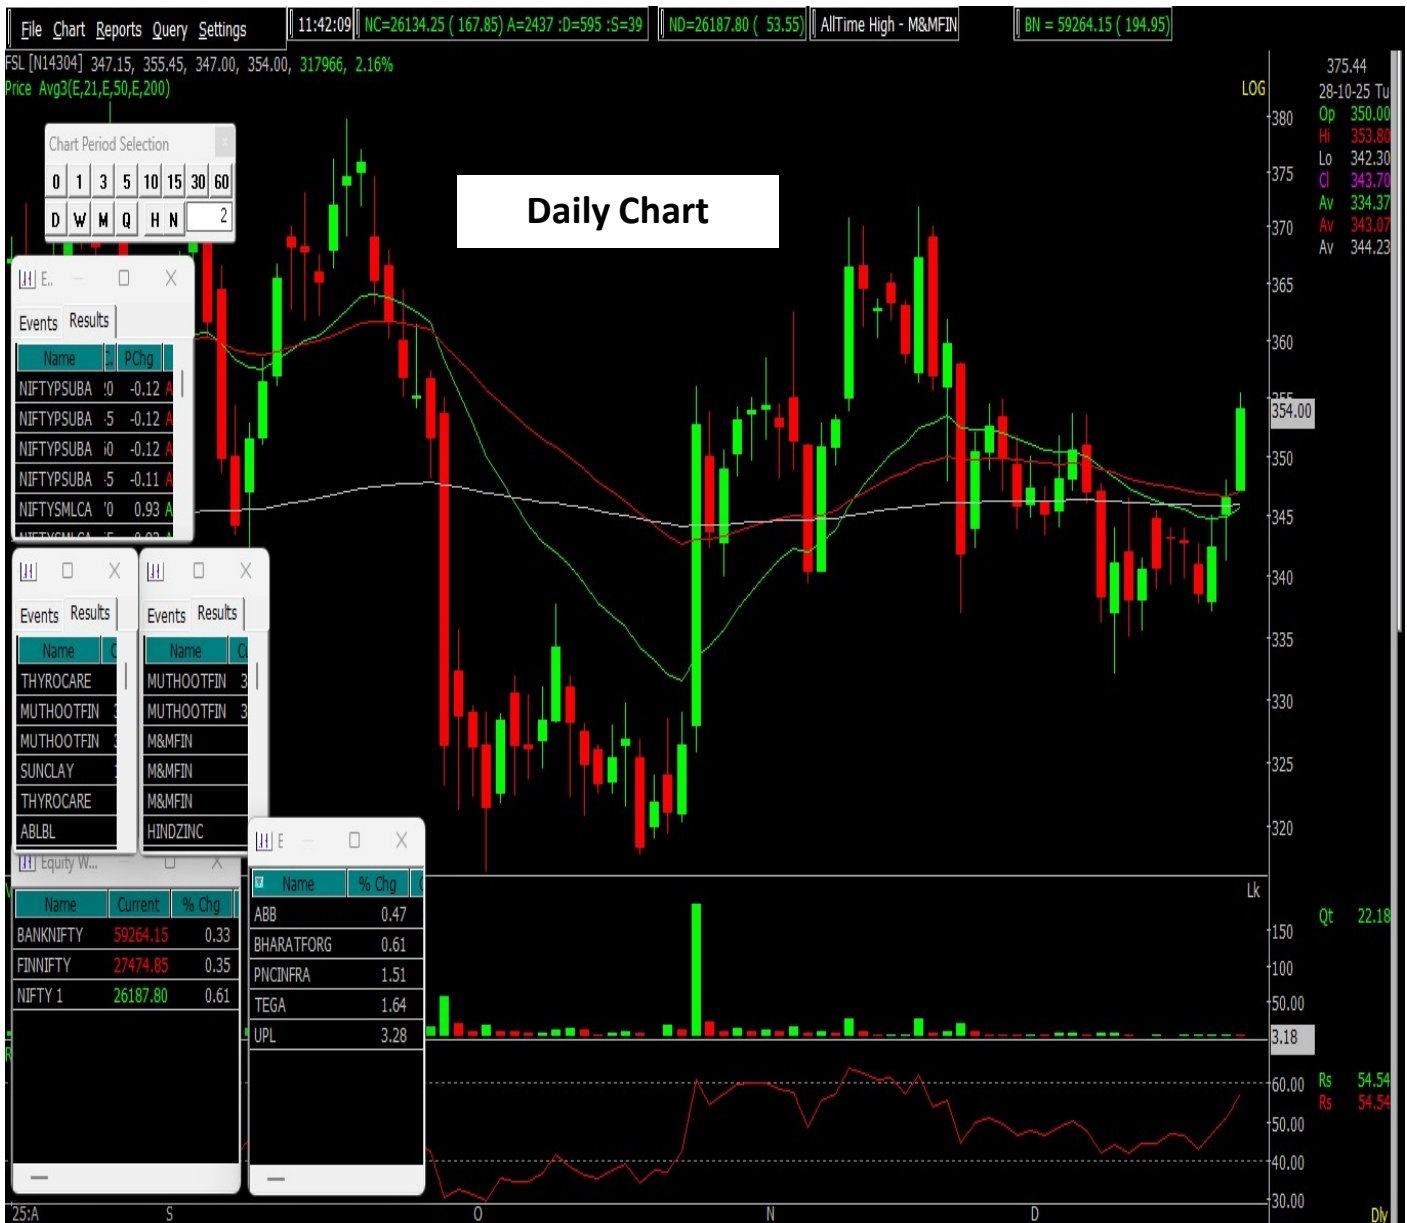 File Chart Reports Query Settings
11:42:09
NC=26134.25 ( 167.85) A=2437 :D=595 :S=39
ND=26187.80 ( 53.55)
AllTime High - M&MFIN
BN = 59264.15 ( 194.95)
FSL [N14304] 347.15, 355.45, 347.00, 354.00, 317966, 2.16%
Price Avg3(E,21,E,50,E,200)
LOG
375.44
28-10-25 Tu
Op 350.00
Hi 353.80
Lo 342.30
Cl 343.70
Av 334.37
Av 343.07
Av 344.23
Chart Period Selection
0 1 3 5 10 15 30 60
D W M Q H N 2
Daily Chart
380
375
370
365
360
355
354.00
350
345
340
335
330
325
320
E..
Events Results
Name PChg
NIFTYPSUBA -0.12 A
NIFTYPSUBA -0.12 A
NIFTYPSUBA -0.12 A
NIFTYPSUBA -0.11 A
NIFTYSMLCA 0.93 A
Events Results
Name
THYROCARE
MUTHOOTFIN
MUTHOOTFIN
SUNCLAY
THYROCARE
ABLBL
Events Results
Name
MUTHOOTFIN 3
MUTHOOTFIN 3
M&MFIN
M&MFIN
M&MFIN
HINDZINC
Equity W...
Name Current % Chg
BANKNIFTY 59264.15 0.33
FINNIFTY 27474.85 0.35
NIFTY 1 26187.80 0.61
E
Name % Chg
ABB 0.47
BHARATFORG 0.61
PNCINFRA 1.51
TEGA 1.64
UPL 3.28
Lk
Qt 22.18
150
100
50.00
3.18
Rs 54.54
Rs 54.54
60.00
50.00
40.00
30.00
25:A S O N D
Dly